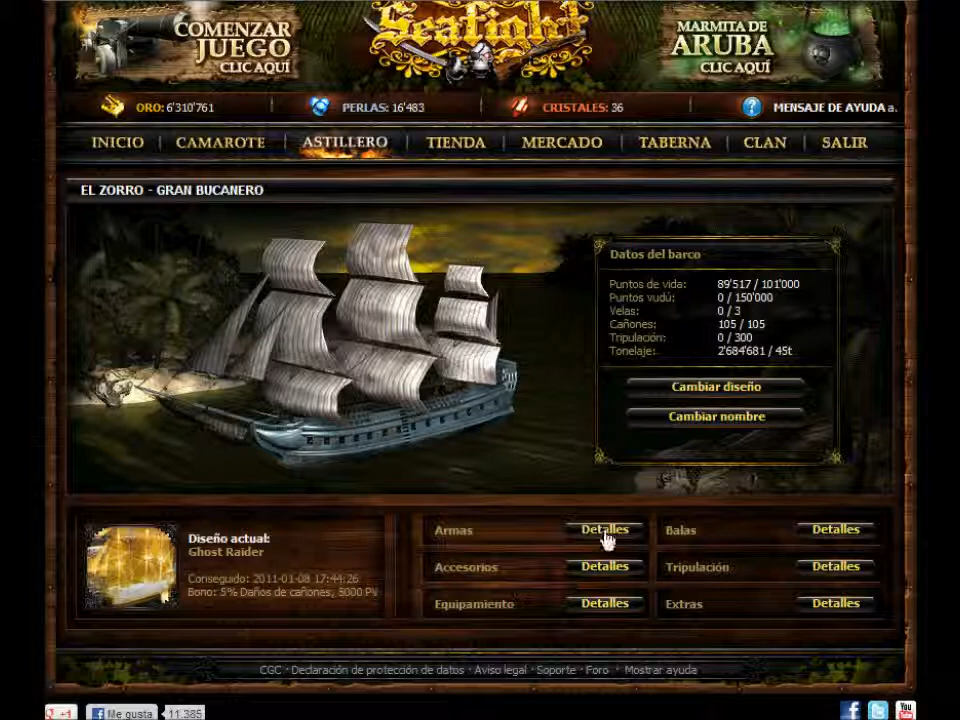 COMENZAR
JUEGO
CLIC AQUÍ
Seafight
MARMITA DE
ARUBA
CLIC AQUÍ
ORO: 6'310'761
PERLAS: 16'483
CRISTALES: 36
? MENSAJE DE AYUDA a.
INICIO CAMAROTE ASTILLERO TIENDA MERCADO TABERNA CLAN SALIR
EL ZORRO - GRAN BUCANERO
Datos del barco
Puntos de vida: 89'517 / 101'000
Puntos vudú: 0 / 150'000
Velas: 0 / 3
Cañones: 105 / 105
Tripulación: 0 / 300
Tonelaje: 2'684'681 / 45t
Cambiar diseño
Cambiar nombre
Diseño actual:
Ghost Raider
Conseguido: 2011-01-08 17:44:26
Bono: 5% Daños de cañones, 5000 PV
Armas Detalles Balas Detalles
Accesorios Detalles Tripulación Detalles
Equipamiento Detalles Extras Detalles
CGC · Declaración de protección de datos · Aviso legal · Soporte · Foro · Mostrar ayuda
g +1 f Me gusta 11.385
f You